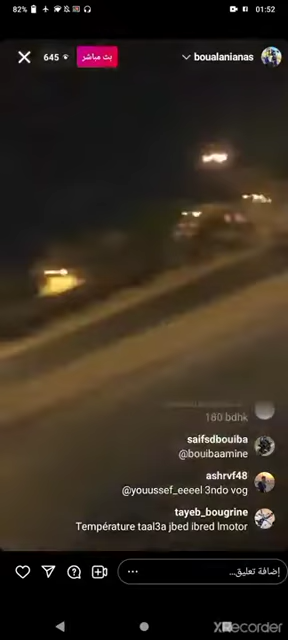 82%
01:52
645
بث مباشر
boualanianas
180 bdhk
saifsdbouiba
@bouibaamine
ashrvf48
@youussef_eeeel 3ndo vog
tayeb_bougrine
Température taal3a jbed ibred lmotor
إضافة تعليق...
XRecorder